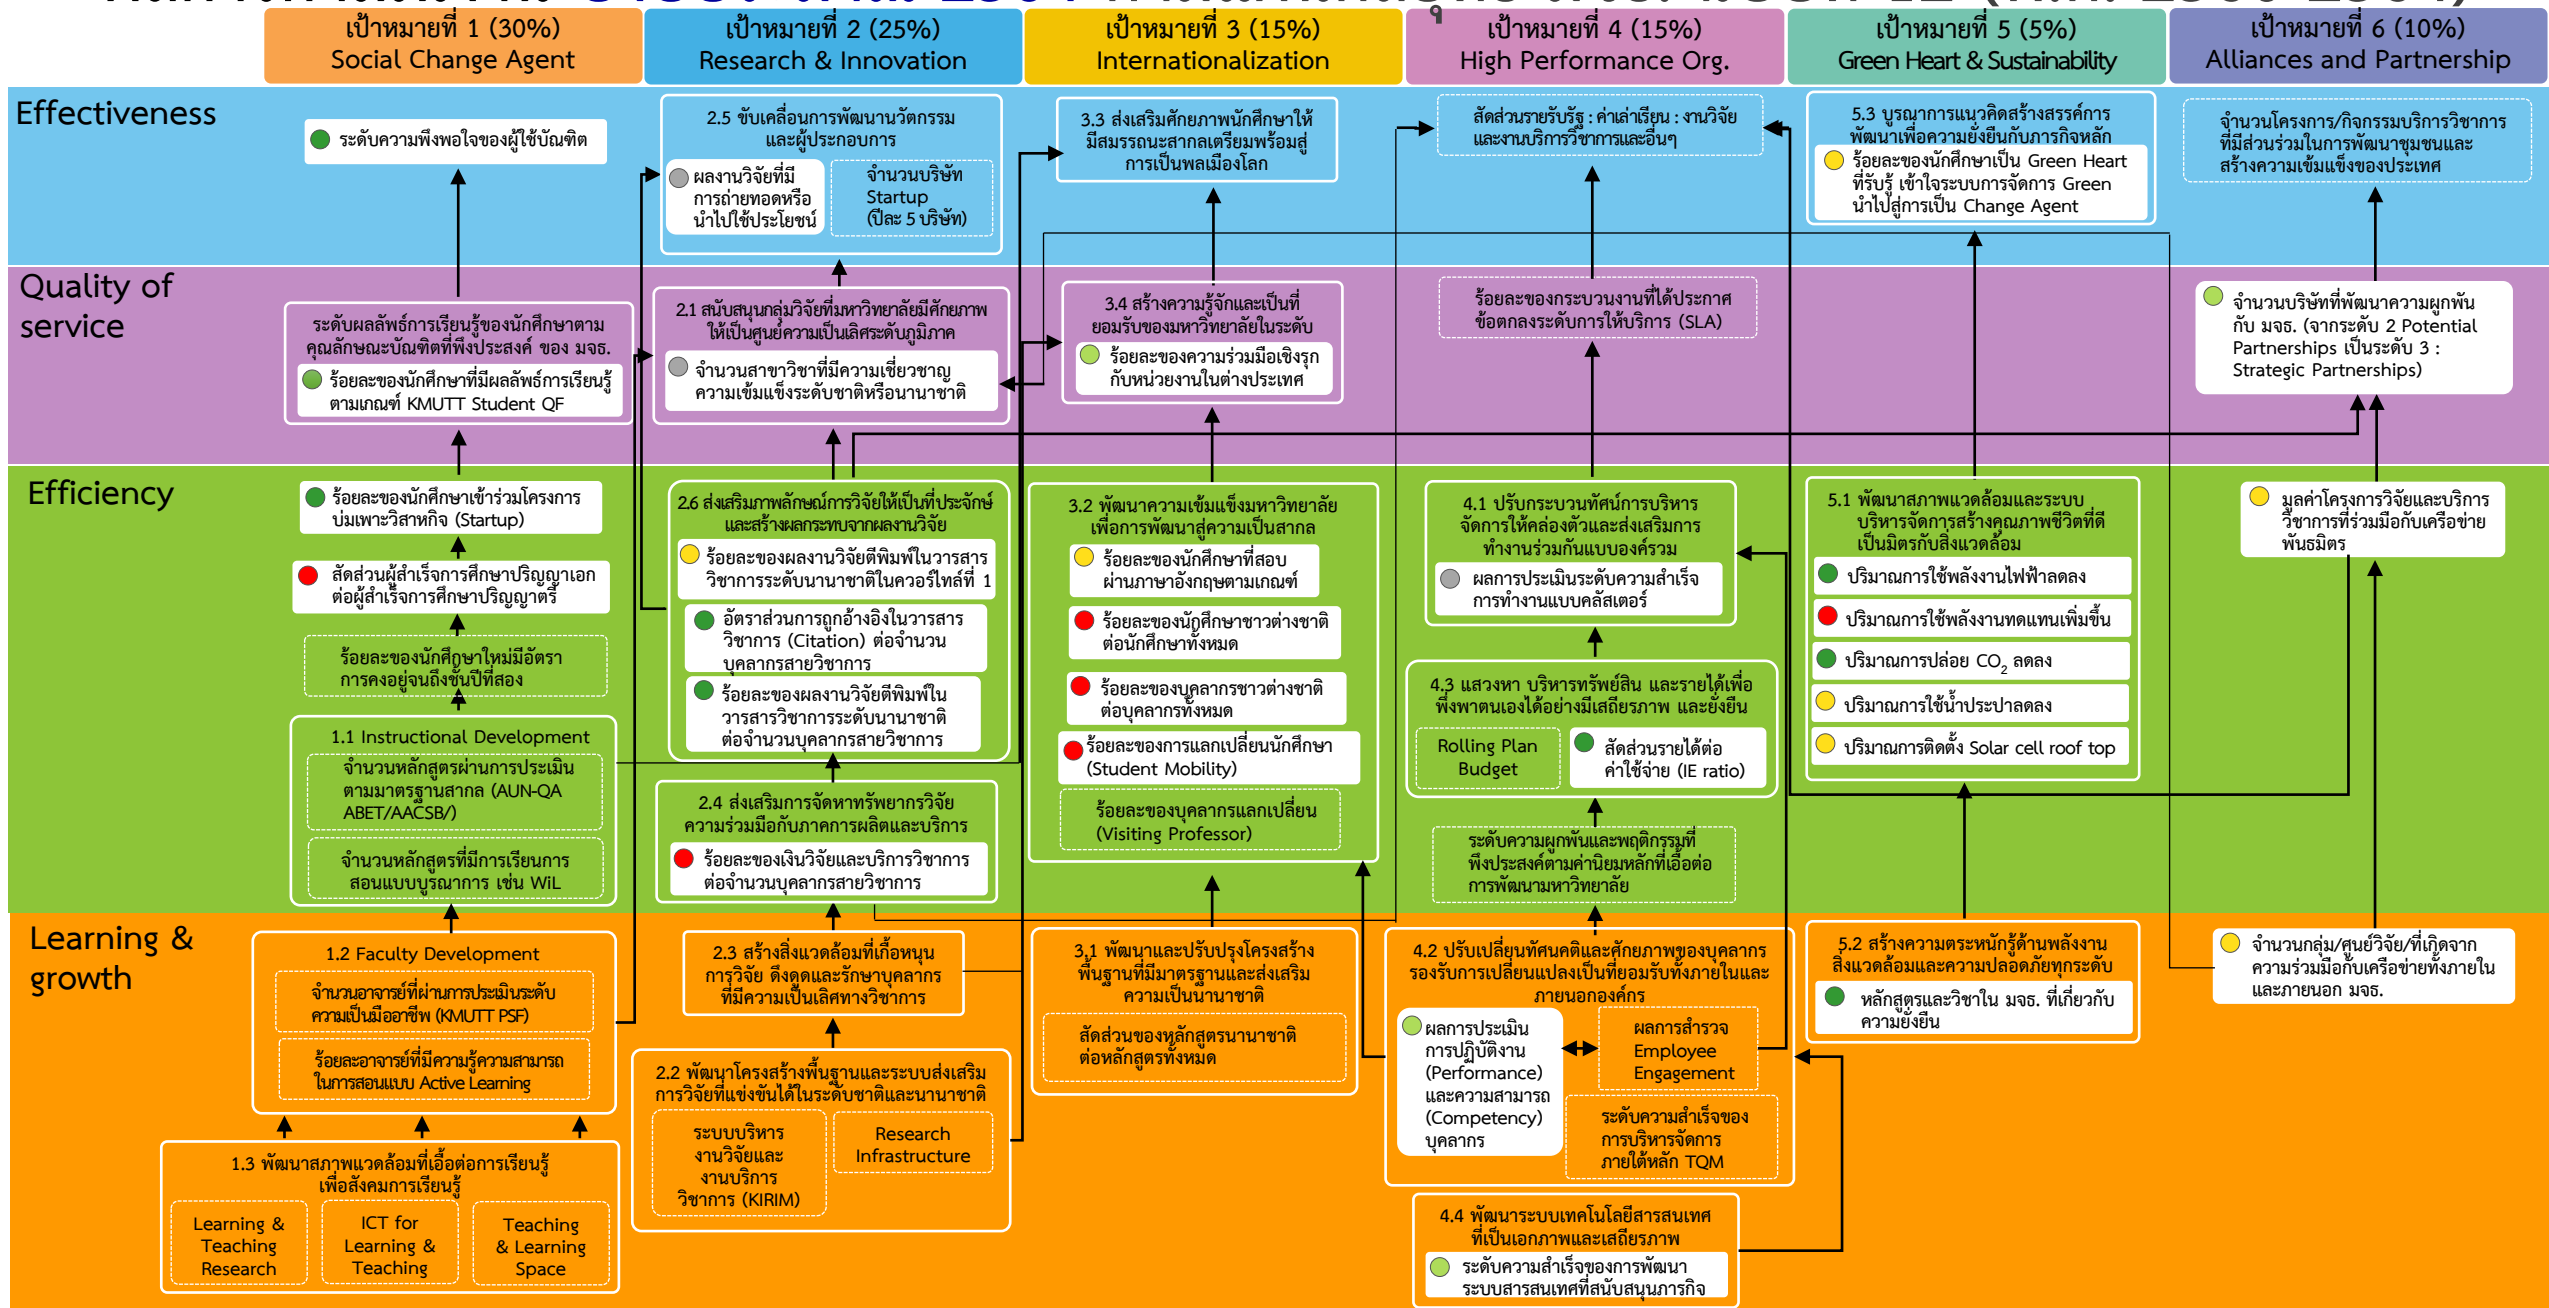 เป้าหมายที่ 1 (30%)
Social Change Agent
เป้าหมายที่ 2 (25%)
Research & Innovation
เป้าหมายที่ 3 (15%)
Internationalization
เป้าหมายที่ 4 (15%)
High Performance Org.
เป้าหมายที่ 5 (5%)
Green Heart & Sustainability
เป้าหมายที่ 6 (10%)
Alliances and Partnership
Effectiveness
ระดับความพึงพอใจของผู้ใช้บัณฑิต
2.5 ขับเคลื่อนการพัฒนานวัตกรรม
และผู้ประกอบการ
ผลงานวิจัยที่มี
การถ่ายทอดหรือ
นำไปใช้ประโยชน์
จำนวนบริษัท
Startup
(ปีละ 5 บริษัท)
3.3 ส่งเสริมศักยภาพนักศึกษาให้
มีสมรรถนะสากลเตรียมพร้อมสู่
การเป็นพลเมืองโลก
สัดส่วนรายรับรัฐ : ค่าเล่าเรียน : งานวิจัย
และงานบริการวิชาการและอื่นๆ
5.3 บูรณาการแนวคิดสร้างสรรค์การ
พัฒนาเพื่อความยั่งยืนกับภารกิจหลัก
ร้อยละของนักศึกษาเป็น Green Heart
ที่รับรู้ เข้าใจระบบการจัดการ Green
นำไปสู่การเป็น Change Agent
จำนวนโครงการ/กิจกรรมบริการวิชาการ
ที่มีส่วนร่วมในการพัฒนาชุมชนและ
สร้างความเข้มแข็งของประเทศ
Quality of
service
ระดับผลลัพธ์การเรียนรู้ของนักศึกษาตาม
คุณลักษณะบัณฑิตที่พึงประสงค์ ของ มจธ.
ร้อยละของนักศึกษาที่มีผลลัพธ์การเรียนรู้
ตามเกณฑ์ KMUTT Student QF
2.1 สนับสนุนกลุ่มวิจัยที่มหาวิทยาลัยมีศักยภาพ
ให้เป็นศูนย์ความเป็นเลิศระดับภูมิภาค
จำนวนสาขาวิชาที่มีความเชี่ยวชาญ
ความเข้มแข็งระดับชาติหรือนานาชาติ
3.4 สร้างความรู้จักและเป็นที่
ยอมรับของมหาวิทยาลัยในระดับ
ร้อยละของความร่วมมือเชิงรุก
กับหน่วยงานในต่างประเทศ
ร้อยละของกระบวนงานที่ได้ประกาศ
ข้อตกลงระดับการให้บริการ (SLA)
จำนวนบริษัทที่พัฒนาความผูกพัน
กับ มจธ. (จากระดับ 2 Potential
Partnerships เป็นระดับ 3 :
Strategic Partnerships)
Efficiency
ร้อยละของนักศึกษาเข้าร่วมโครงการ
บ่มเพาะวิสาหกิจ (Startup)
สัดส่วนผู้สำเร็จการศึกษาปริญญาเอก
ต่อผู้สำเร็จการศึกษาปริญญาตรี
ร้อยละของนักศึกษาใหม่มีอัตรา
การคงอยู่จนถึงชั้นปีที่สอง
1.1 Instructional Development
จำนวนหลักสูตรผ่านการประเมิน
ตามมาตรฐานสากล (AUN-QA
ABET/AACSB/)
จำนวนหลักสูตรที่มีการเรียนการ
สอนแบบบูรณาการ เช่น WiL
2.6 ส่งเสริมภาพลักษณ์การวิจัยให้เป็นที่ประจักษ์
และสร้างผลกระทบจากผลงานวิจัย
ร้อยละของผลงานวิจัยตีพิมพ์ในวารสาร
วิชาการระดับนานาชาติในควอร์ไทล์ที่ 1
อัตราส่วนการถูกอ้างอิงในวารสาร
วิชาการ (Citation) ต่อจำนวน
บุคลากรสายวิชาการ
ร้อยละของผลงานวิจัยตีพิมพ์ใน
วารสารวิชาการระดับนานาชาติ
ต่อจำนวนบุคลากรสายวิชาการ
2.4 ส่งเสริมการจัดหาทรัพยากรวิจัย
ความร่วมมือกับภาคการผลิตและบริการ
ร้อยละของเงินวิจัยและบริการวิชาการ
ต่อจำนวนบุคลากรสายวิชาการ
3.2 พัฒนาความเข้มแข็งมหาวิทยาลัย
เพื่อการพัฒนาสู่ความเป็นสากล
ร้อยละของนักศึกษาที่สอบ
ผ่านภาษาอังกฤษตามเกณฑ์
ร้อยละของนักศึกษาชาวต่างชาติ
ต่อนักศึกษาทั้งหมด
ร้อยละของบุคลากรชาวต่างชาติ
ต่อบุคลากรทั้งหมด
ร้อยละของการแลกเปลี่ยนนักศึกษา
(Student Mobility)
ร้อยละของบุคลากรแลกเปลี่ยน
(Visiting Professor)
4.1 ปรับกระบวนทัศน์การบริหาร
จัดการให้คล่องตัวและส่งเสริมการ
ทำงานร่วมกันแบบองค์รวม
ผลการประเมินระดับความสำเร็จ
การทำงานแบบคลัสเตอร์
4.3 แสวงหา บริหารทรัพย์สิน และรายได้เพื่อ
พึ่งพาตนเองได้อย่างมีเสถียรภาพ และยั่งยืน
Rolling Plan
Budget
สัดส่วนรายได้ต่อ
ค่าใช้จ่าย (IE ratio)
ระดับความผูกพันและพฤติกรรมที่
พึงประสงค์ตามค่านิยมหลักที่เอื้อต่อ
การพัฒนามหาวิทยาลัย
5.1 พัฒนาสภาพแวดล้อมและระบบ
บริหารจัดการสร้างคุณภาพชีวิตที่ดี
เป็นมิตรกับสิ่งแวดล้อม
ปริมาณการใช้พลังงานไฟฟ้าลดลง
ปริมาณการใช้พลังงานทดแทนเพิ่มขึ้น
ปริมาณการปล่อย CO2 ลดลง
ปริมาณการใช้น้ำประปาลดลง
ปริมาณการติดตั้ง Solar cell roof top
มูลค่าโครงการวิจัยและบริการ
วิชาการที่ร่วมมือกับเครือข่าย
พันธมิตร
Learning &
growth
1.2 Faculty Development
จำนวนอาจารย์ที่ผ่านการประเมินระดับ
ความเป็นมืออาชีพ (KMUTT PSF)
ร้อยละอาจารย์ที่มีความรู้ความสามารถ
ในการสอนแบบ Active Learning
1.3 พัฒนาสภาพแวดล้อมที่เอื้อต่อการเรียนรู้
เพื่อสังคมการเรียนรู้
Learning &
Teaching
Research
ICT for
Learning &
Teaching
Teaching
& Learning
Space
2.3 สร้างสิ่งแวดล้อมที่เกื้อหนุน
การวิจัย ดึงดูดและรักษาบุคลากร
ที่มีความเป็นเลิศทางวิชาการ
2.2 พัฒนาโครงสร้างพื้นฐานและระบบส่งเสริม
การวิจัยที่แข่งขันได้ในระดับชาติและนานาชาติ
ระบบบริหาร
งานวิจัยและ
งานบริการ
วิชาการ (KIRIM)
Research
Infrastructure
3.1 พัฒนาและปรับปรุงโครงสร้าง
พื้นฐานที่มีมาตรฐานและส่งเสริม
ความเป็นนานาชาติ
สัดส่วนของหลักสูตรนานาชาติ
ต่อหลักสูตรทั้งหมด
4.2 ปรับเปลี่ยนทัศนคติและศักยภาพของบุคลากร
รองรับการเปลี่ยนแปลงเป็นที่ยอมรับทั้งภายในและ
ภายนอกองค์กร
ผลการประเมิน
การปฏิบัติงาน
(Performance)
และความสามารถ
(Competency)
บุคลากร
ผลการสำรวจ
Employee
Engagement
ระดับความสำเร็จของ
การบริหารจัดการ
ภายใต้หลัก TQM
4.4 พัฒนาระบบเทคโนโลยีสารสนเทศ
ที่เป็นเอกภาพและเสถียรภาพ
ระดับความสำเร็จของการพัฒนา
ระบบสารสนเทศที่สนับสนุนภารกิจ
5.2 สร้างความตระหนักรู้ด้านพลังงาน
สิ่งแวดล้อมและความปลอดภัยทุกระดับ
หลักสูตรและวิชาใน มจธ. ที่เกี่ยวกับ
ความยั่งยืน
จำนวนกลุ่ม/ศูนย์วิจัย/ที่เกิดจาก
ความร่วมมือกับเครือข่ายทั้งภายใน
และภายนอก มจธ.